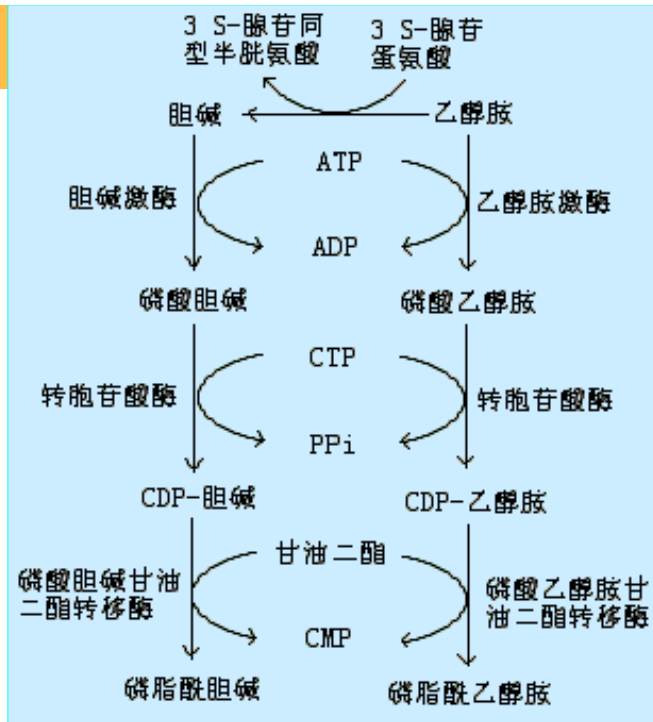 3 S-腺苷同
型半胱氨酸
3 S-腺苷
蛋氨酸
胆碱
乙醇胺
ATP
胆碱激酶
乙醇胺激酶
ADP
磷酸胆碱
磷酸乙醇胺
CTP
转胞苷酸酶
转胞苷酸酶
PPi
CDP-胆碱
CDP-乙醇胺
甘油二酯
磷酸胆碱甘油
二酯转移酶
磷酸乙醇胺甘
油二酯转移酶
CMP
磷脂酰胆碱
磷脂酰乙醇胺